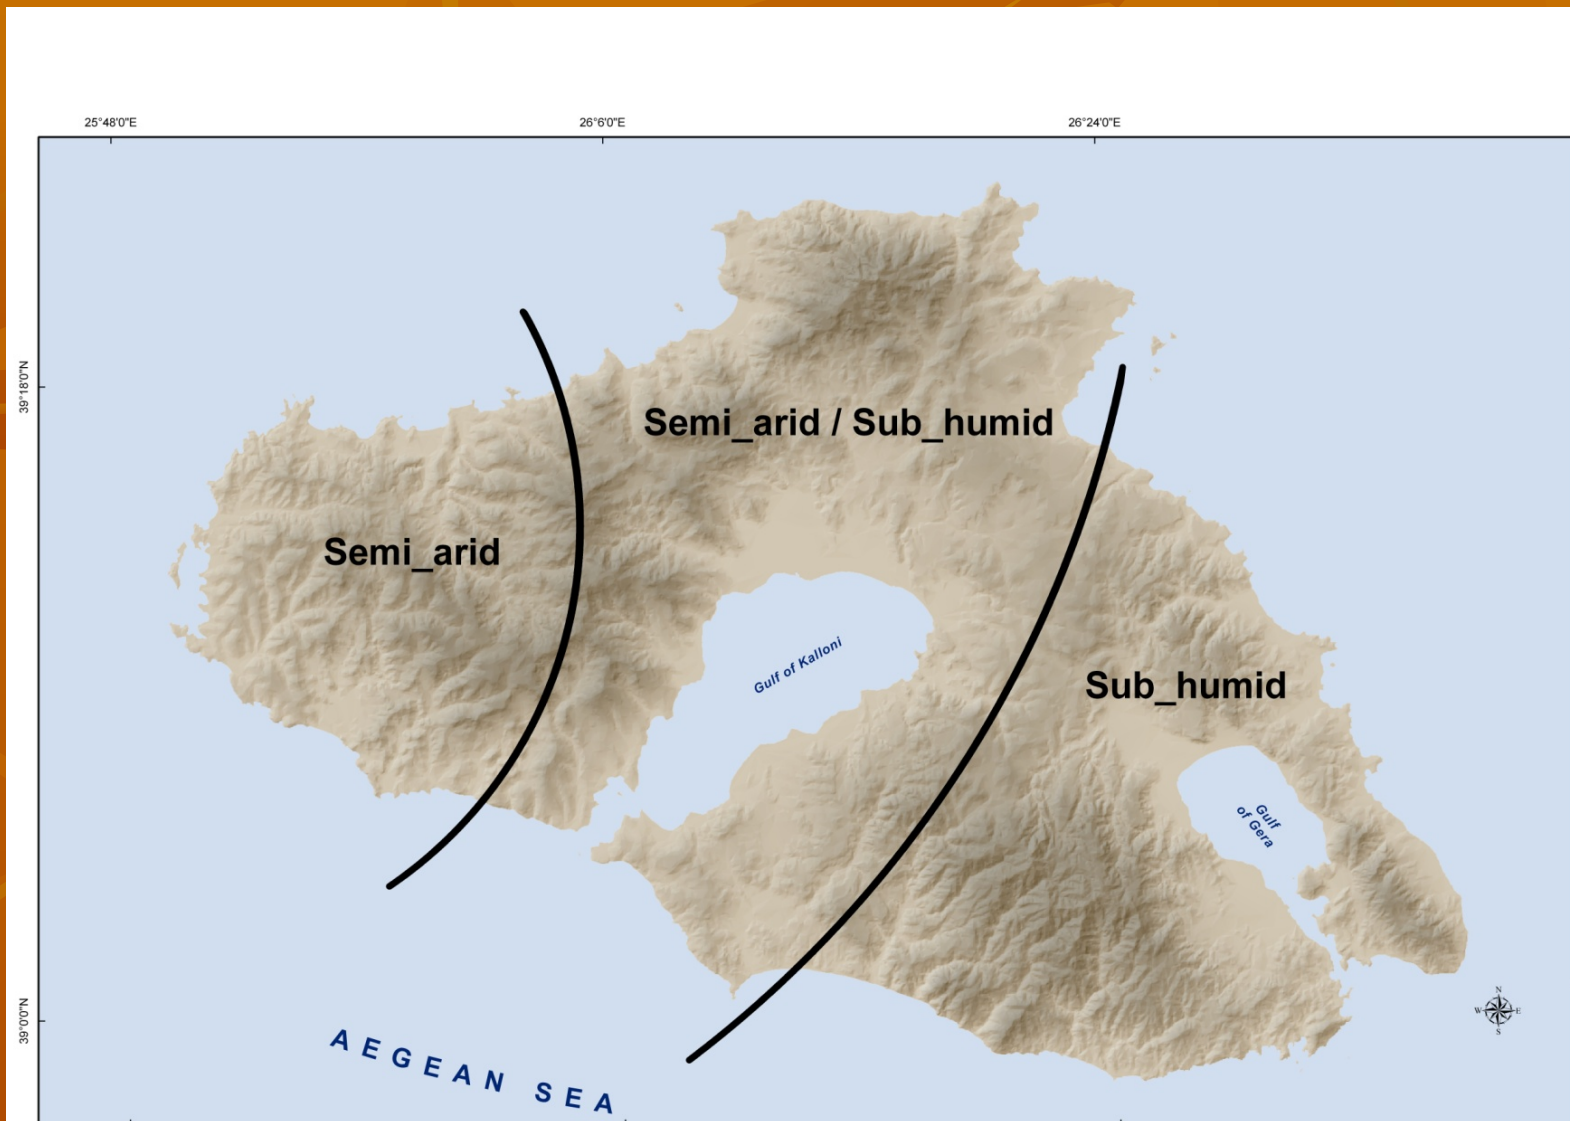 25°48'0"E
26°6'0"E
26°24'0"E
39°18'0"N
Semi_arid / Sub_humid
Semi_arid
Gulf of Kalloni
Sub_humid
Gulf
of Gera
39°0'0"N
N
W E
S
AEGEAN SEA